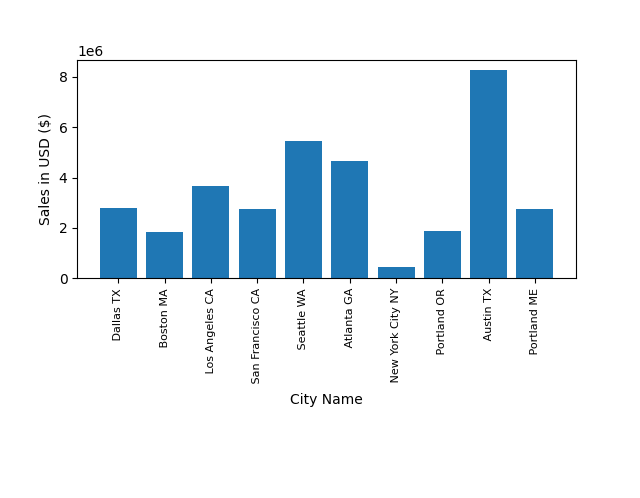 1e6
8
6
4
2
0
Sales in USD ($)
Dallas TX
Boston MA
Los Angeles CA
San Francisco CA
Seattle WA
Atlanta GA
New York City NY
Portland OR
Austin TX
Portland ME
City Name